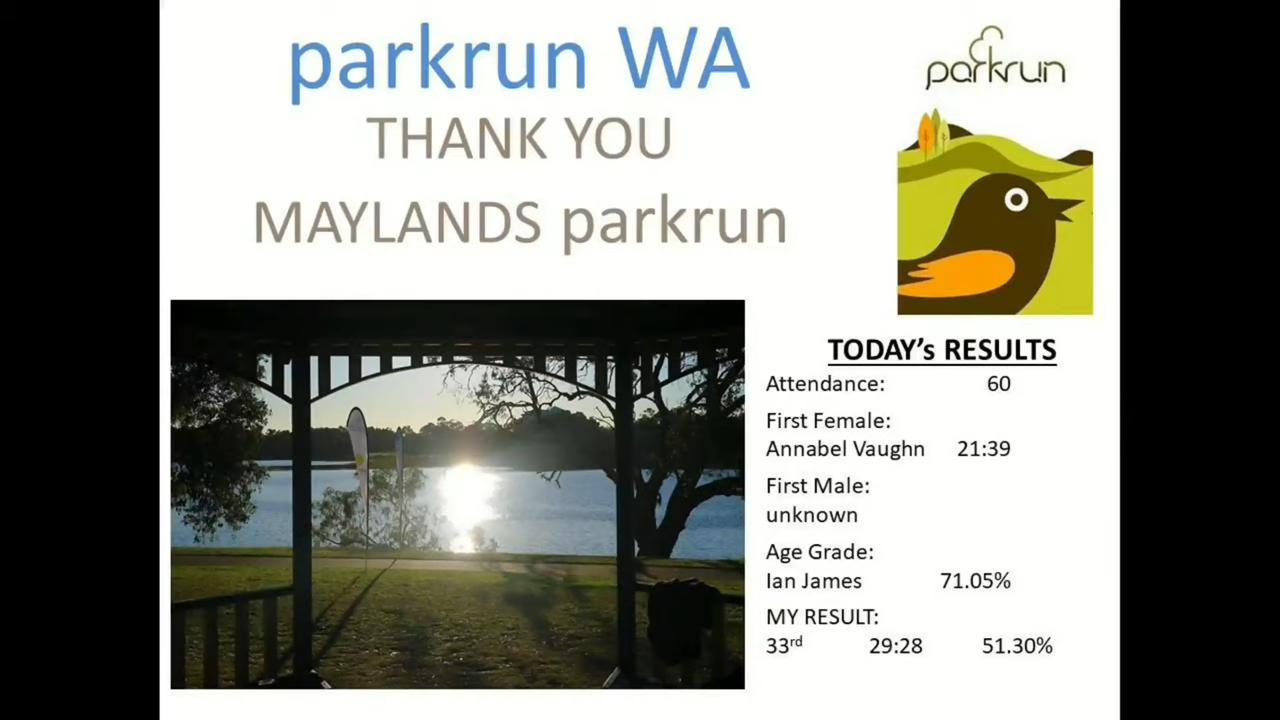 parkrun WA
THANK YOU
MAYLANDS parkrun
parkrun
TODAY's RESULTS
Attendance: 60
First Female:
Annabel Vaughn 21:39
First Male:
unknown
Age Grade:
Ian James 71.05%
MY RESULT:
33rd 29:28 51.30%